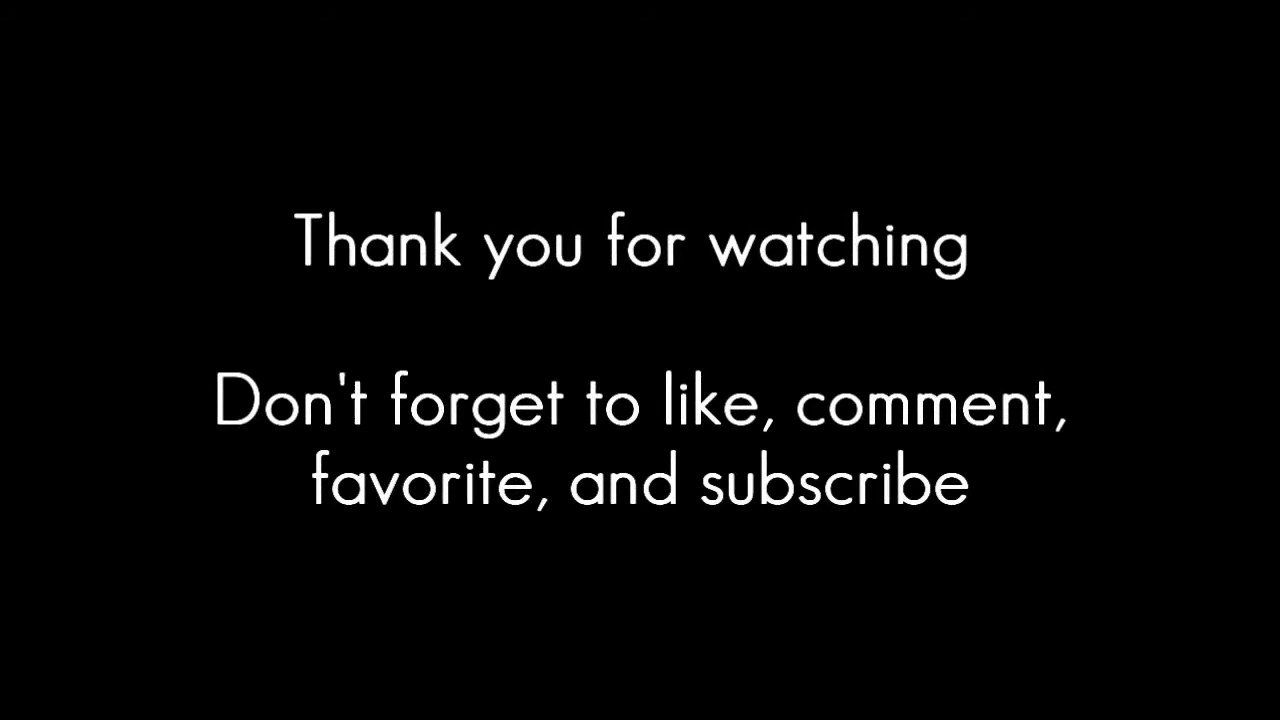 Thank you for watching
Don't forget to like, comment,
favorite, and subscribe